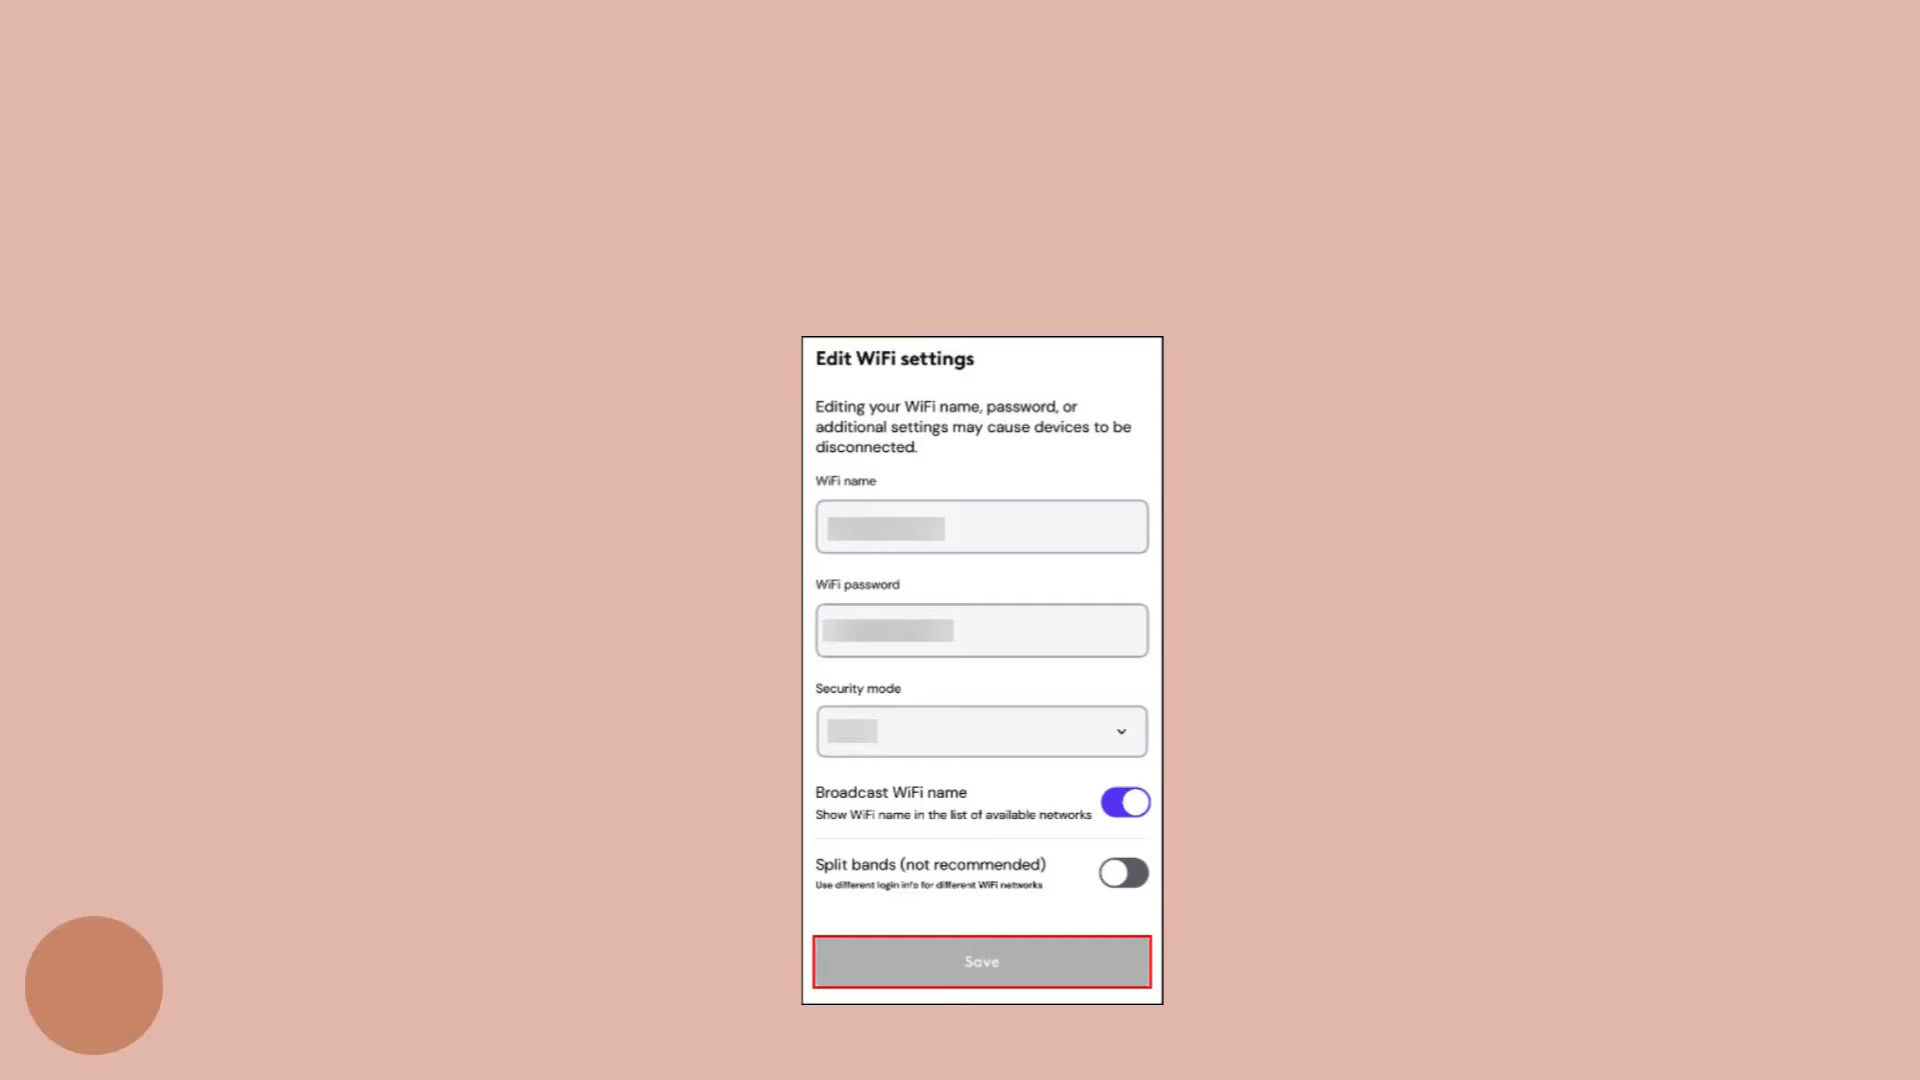 Edit WiFi settings
Editing your WiFi name, password, or
additional settings may cause devices to be
disconnected.
WiFi name
WiFi password
Security mode
Broadcast WiFi name
Show WiFi name in the list of available networks
Split bands (not recommended)
Use different login info for different WiFi networks
Save